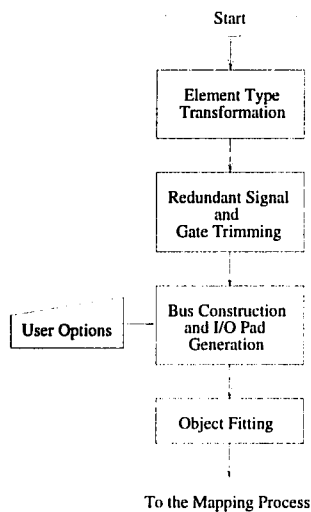 Start
Element Type
Transformation
Redundant Signal
and
Gate Trimming
User Options
Bus Construction
and I/O Pad
Generation
Object Fitting
To the Mapping Process